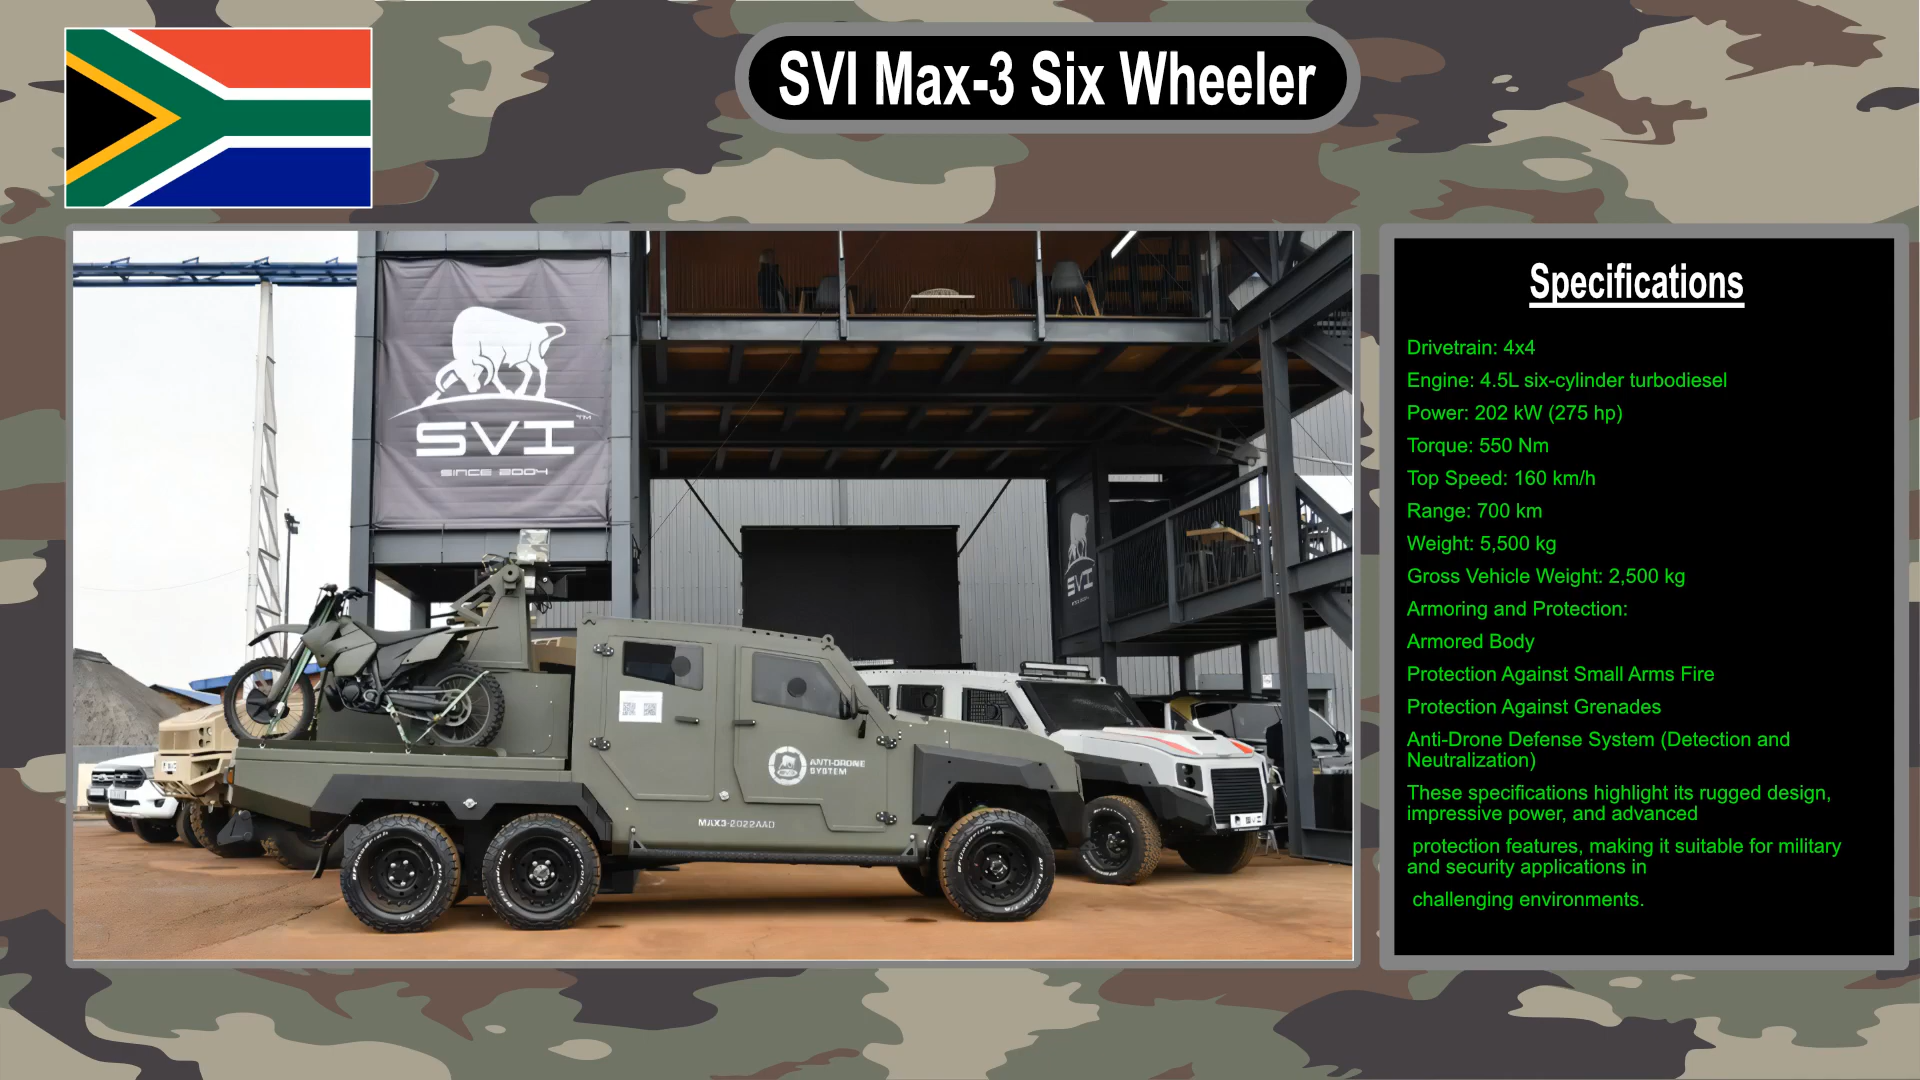 SVI Max-3 Six Wheeler
SVI
TM
SINCE 2004
SVI
ANTI-DRONE
SYSTEM
MAX3-2022AAD
Specifications
Drivetrain: 4x4
Engine: 4.5L six-cylinder turbodiesel
Power: 202 kW (275 hp)
Torque: 550 Nm
Top Speed: 160 km/h
Range: 700 km
Weight: 5,500 kg
Gross Vehicle Weight: 2,500 kg
Armoring and Protection:
Armored Body
Protection Against Small Arms Fire
Protection Against Grenades
Anti-Drone Defense System (Detection and
Neutralization)
These specifications highlight its rugged design,
impressive power, and advanced
protection features, making it suitable for military
and security applications in
challenging environments.